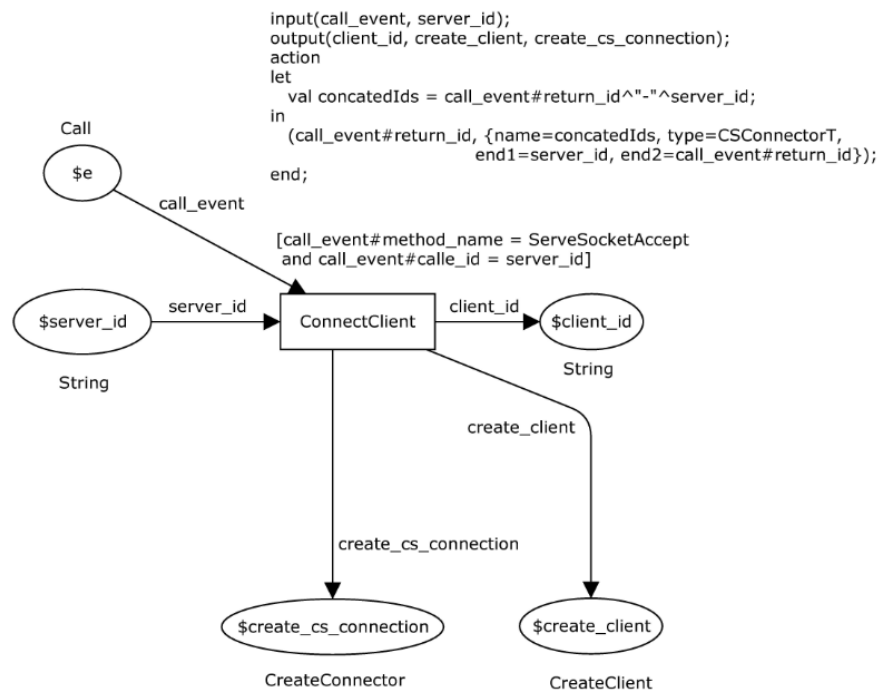 input(call_event, server_id);
output(client_id, create_client, create_cs_connection);
action
let
val concatedIds = call_event#return_id^"-"^server_id;
in
(call_event#return_id, {name=concatedIds, type=CSConnectorT,
end1=server_id, end2=call_event#return_id});
end;
Call
$e
call_event
[call_event#method_name = ServeSocketAccept
and call_event#calle_id = server_id]
$server_id
server_id
ConnectClient
client_id
$client_id
String
String
create_client
create_cs_connection
$create_cs_connection
$create_client
CreateConnector
CreateClient